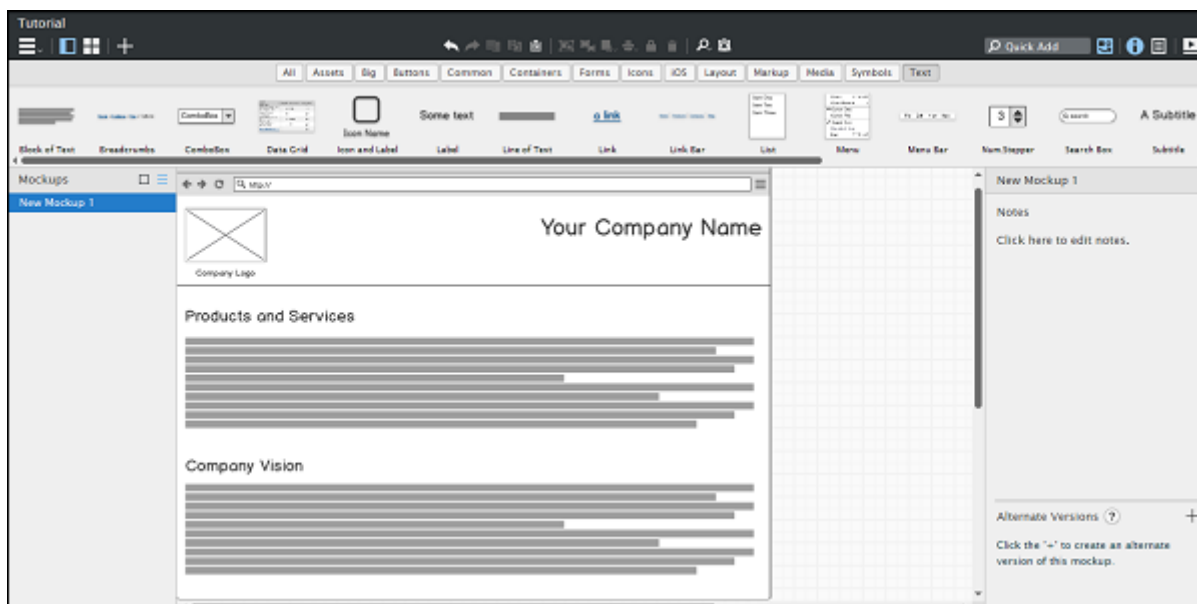 Tutorial
Quick Add
All Assets Big Buttons Common Containers Forms Icons iOS Layout Markup Media Symbols Text
ComboBox Some text a link 3 search A Subtitle
Icon Name
Block of Text Breadcrumbs ComboBox Data Grid Icon and Label Label Line of Text Link Link Bar List Menu Menu Bar Num.Stepper Search Box Subtitle
Mockups
New Mockup 1
http://
Your Company Name
Company Logo
Products and Services
Company Vision
New Mockup 1
Notes
Click here to edit notes.
Alternate Versions ?
Click the '+' to create an alternate
version of this mockup.